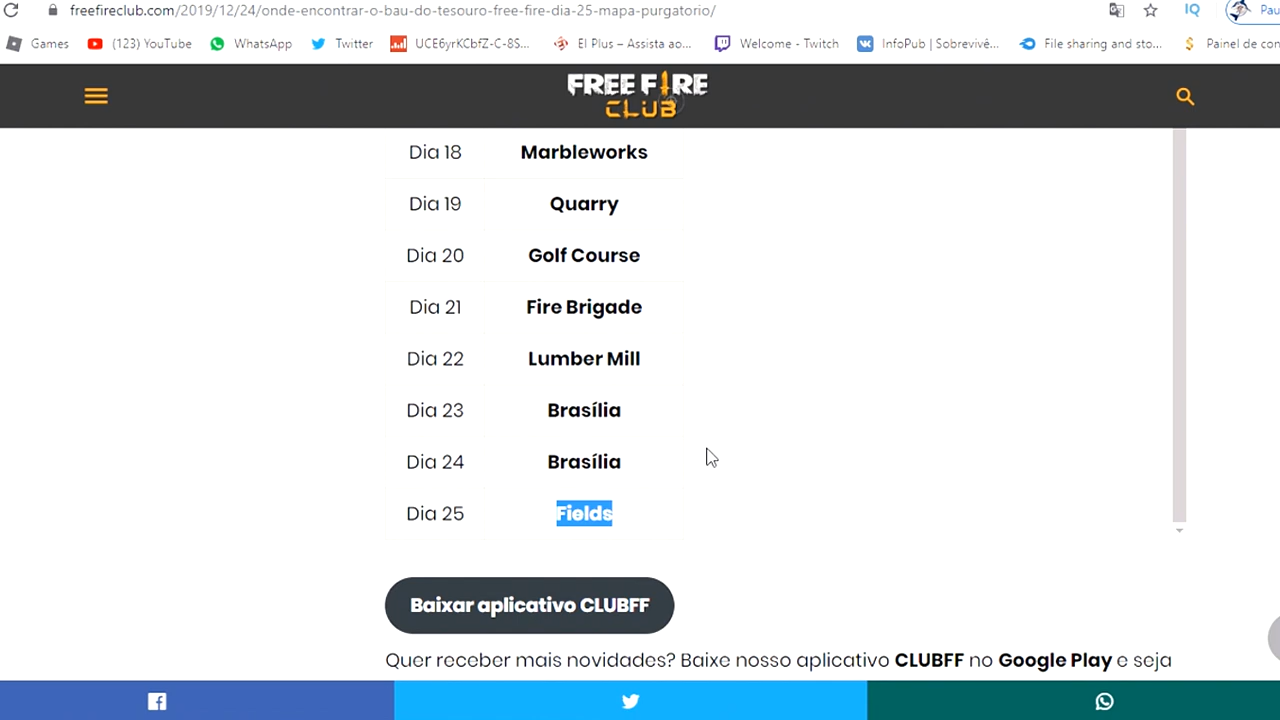 freefireclub.com/2019/12/24/onde-encontrar-o-bau-do-tesouro-free-fire-dia-25-mapa-purgatorio/
IQ
Pau
Games (123) YouTube WhatsApp Twitter UCE6yrKCbfZ-C-8S... El Plus – Assista ao... Welcome - Twitch InfoPub | Sobrevivê... File sharing and sto... Painel de con
FREE FIRE
CLUB
Dia 18 Marbleworks
Dia 19 Quarry
Dia 20 Golf Course
Dia 21 Fire Brigade
Dia 22 Lumber Mill
Dia 23 Brasília
Dia 24 Brasília
Dia 25 Fields
Baixar aplicativo CLUBFF
Quer receber mais novidades? Baixe nosso aplicativo CLUBFF no Google Play e seja